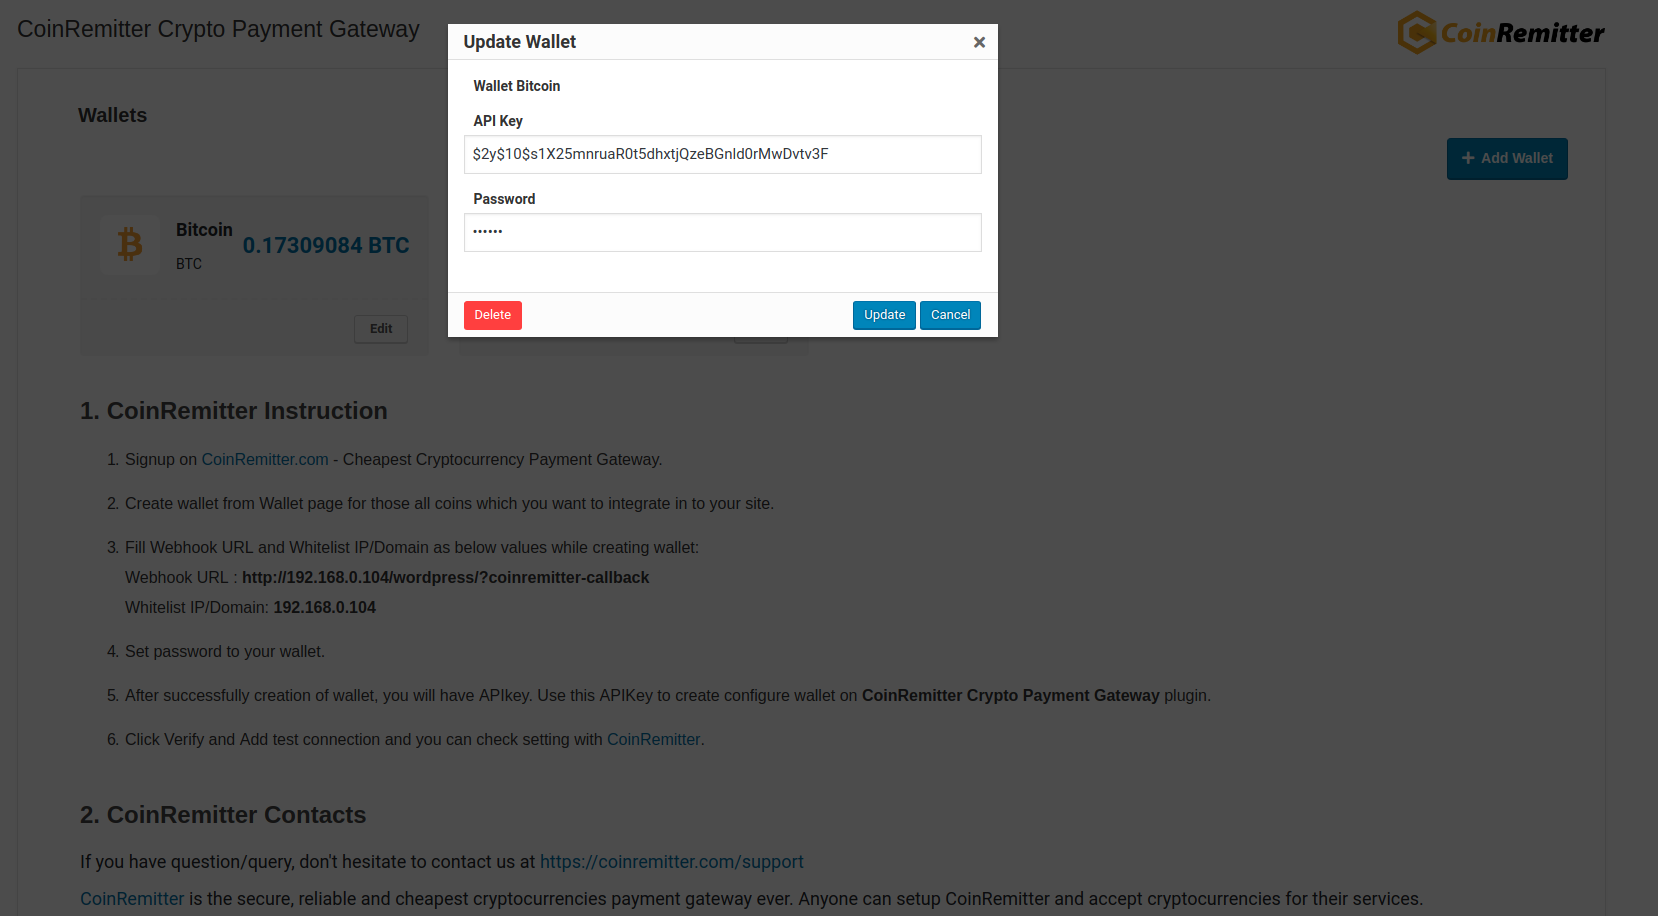 CoinRemitter Crypto Payment Gateway
CoinRemitter
Update Wallet
Wallet Bitcoin
API Key
$2y$10$s1X25mnruaR0t5dhxtjQzeBGnld0rMwDvtv3F
Password
••••••
Delete
Update
Cancel
Wallets
+ Add Wallet
Bitcoin
0.17309084 BTC
BTC
Edit
1. CoinRemitter Instruction
1. Signup on CoinRemitter.com - Cheapest Cryptocurrency Payment Gateway.
2. Create wallet from Wallet page for those all coins which you want to integrate in to your site.
3. Fill Webhook URL and Whitelist IP/Domain as below values while creating wallet:
Webhook URL : http://192.168.0.104/wordpress/?coinremitter-callback
Whitelist IP/Domain: 192.168.0.104
4. Set password to your wallet.
5. After successfully creation of wallet, you will have APIkey. Use this APIKey to create configure wallet on CoinRemitter Crypto Payment Gateway plugin.
6. Click Verify and Add test connection and you can check setting with CoinRemitter.
2. CoinRemitter Contacts
If you have question/query, don't hesitate to contact us at https://coinremitter.com/support
CoinRemitter is the secure, reliable and cheapest cryptocurrencies payment gateway ever. Anyone can setup CoinRemitter and accept cryptocurrencies for their services.